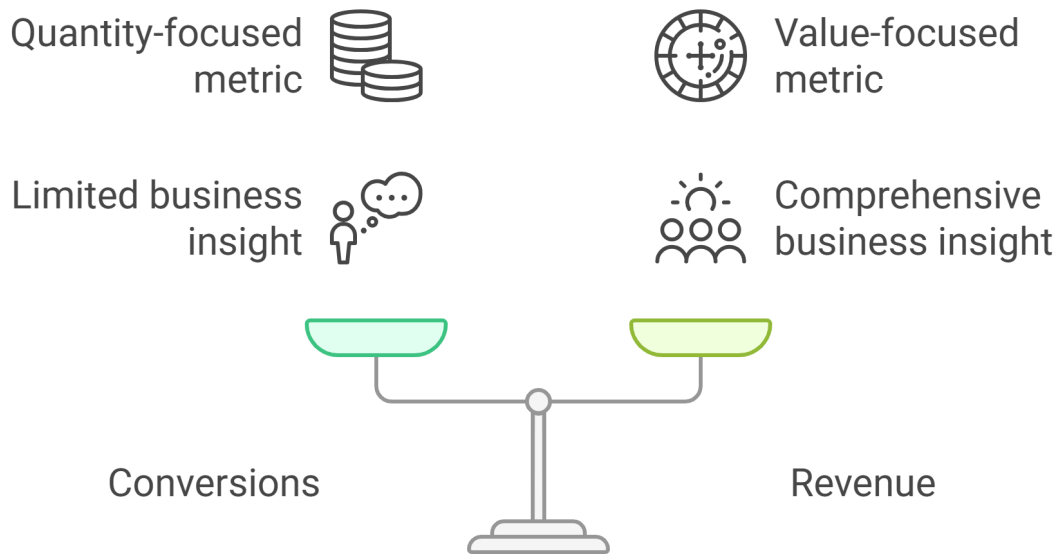 Quantity-focused
metric
Value-focused
metric
Limited business
insight
Comprehensive
business insight
Conversions
Revenue